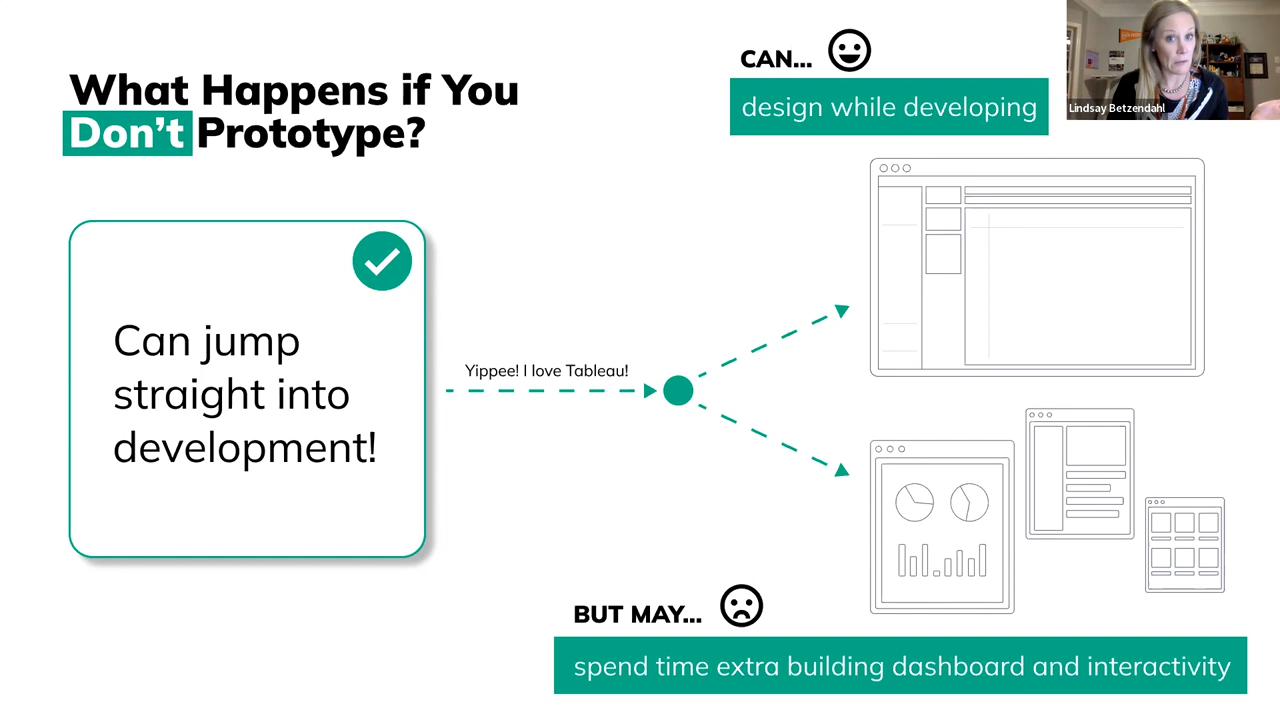 What Happens if You
Don't Prototype?
CAN...
design while developing
Lindsay Betzendahl
Can jump
straight into
development!
Yippee! I love Tableau!
BUT MAY...
spend time extra building dashboard and interactivity